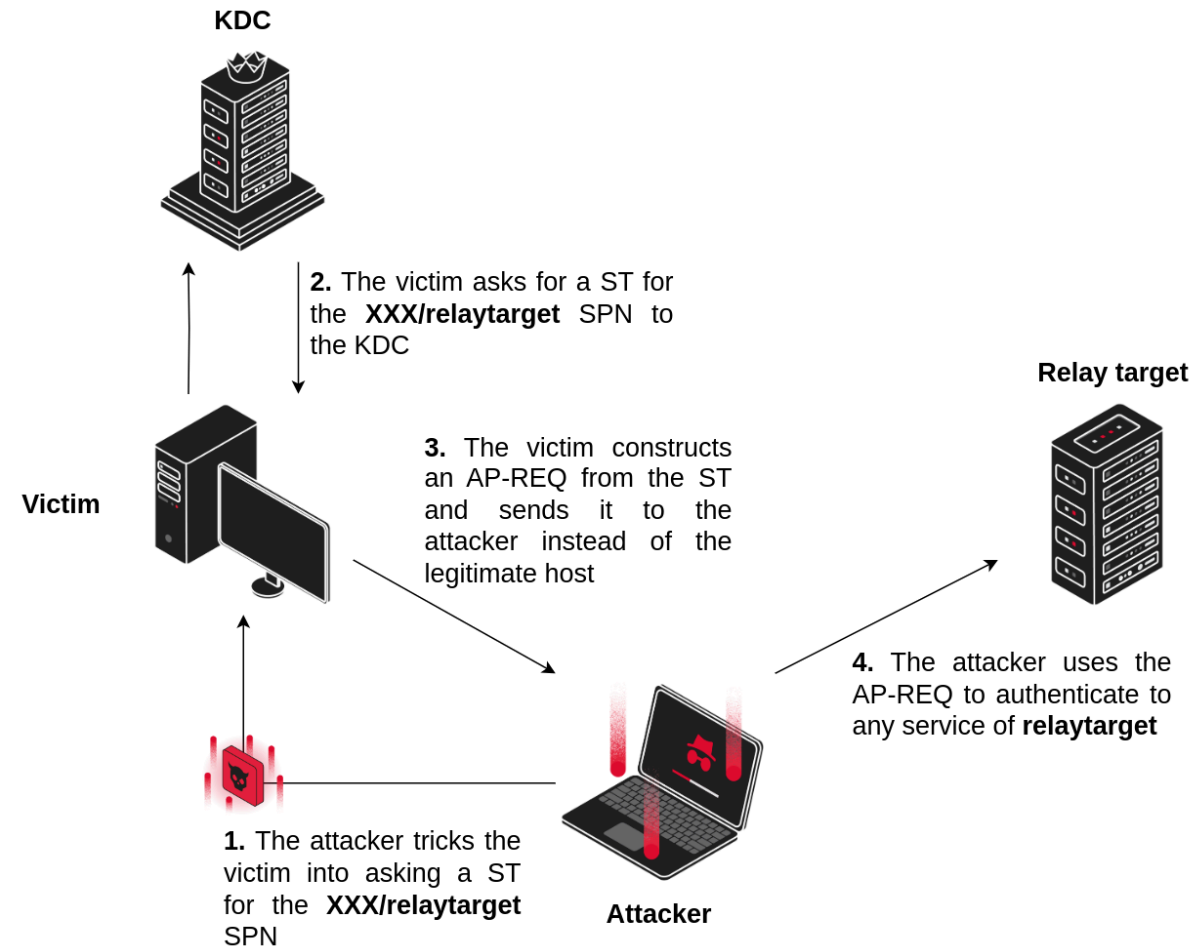 KDC
2. The victim asks for a ST for
the XXX/relaytarget SPN to
the KDC
Relay target
3. The victim constructs
an AP-REQ from the ST
and sends it to the
attacker instead of the
legitimate host
Victim
4. The attacker uses the
AP-REQ to authenticate to
any service of relaytarget
1. The attacker tricks the
victim into asking a ST
for the XXX/relaytarget
SPN
Attacker